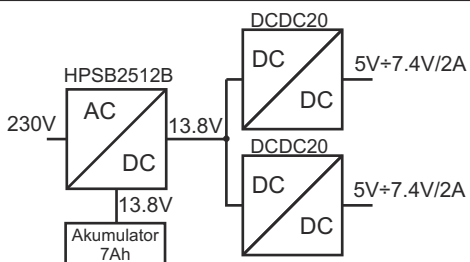 DCDC20
HPSB2512B
DC
5V÷7.4V/2A
AC
DC
230V
13.8V
DC
DCDC20
DC
5V÷7.4V/2A
13.8V
DC
Akumulator
7Ah